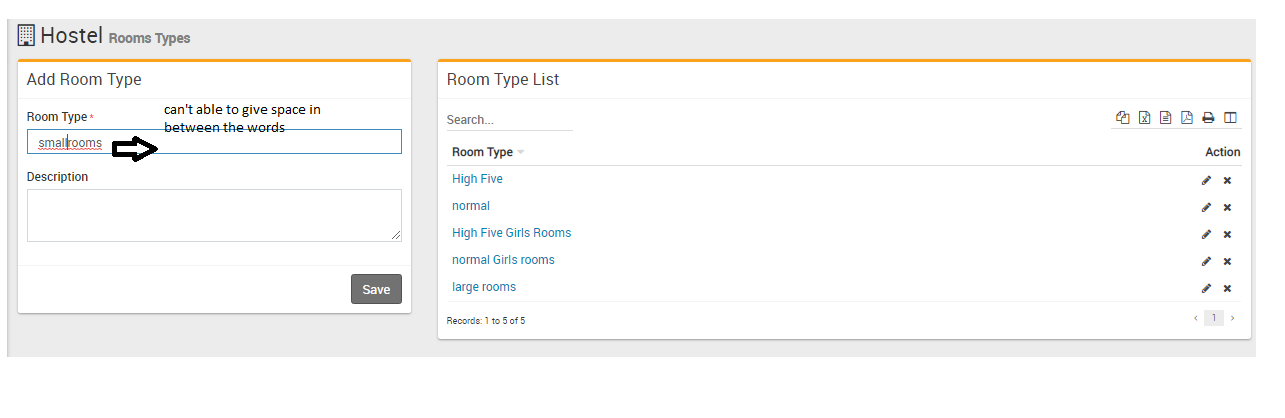 Hostel Rooms Types
Add Room Type
Room Type *
can't able to give space in
between the words
smallrooms
Description
Save
Room Type List
Search...
Room Type Action
High Five
normal
High Five Girls Rooms
normal Girls rooms
large rooms
Records: 1 to 5 of 5
‹ 1 ›